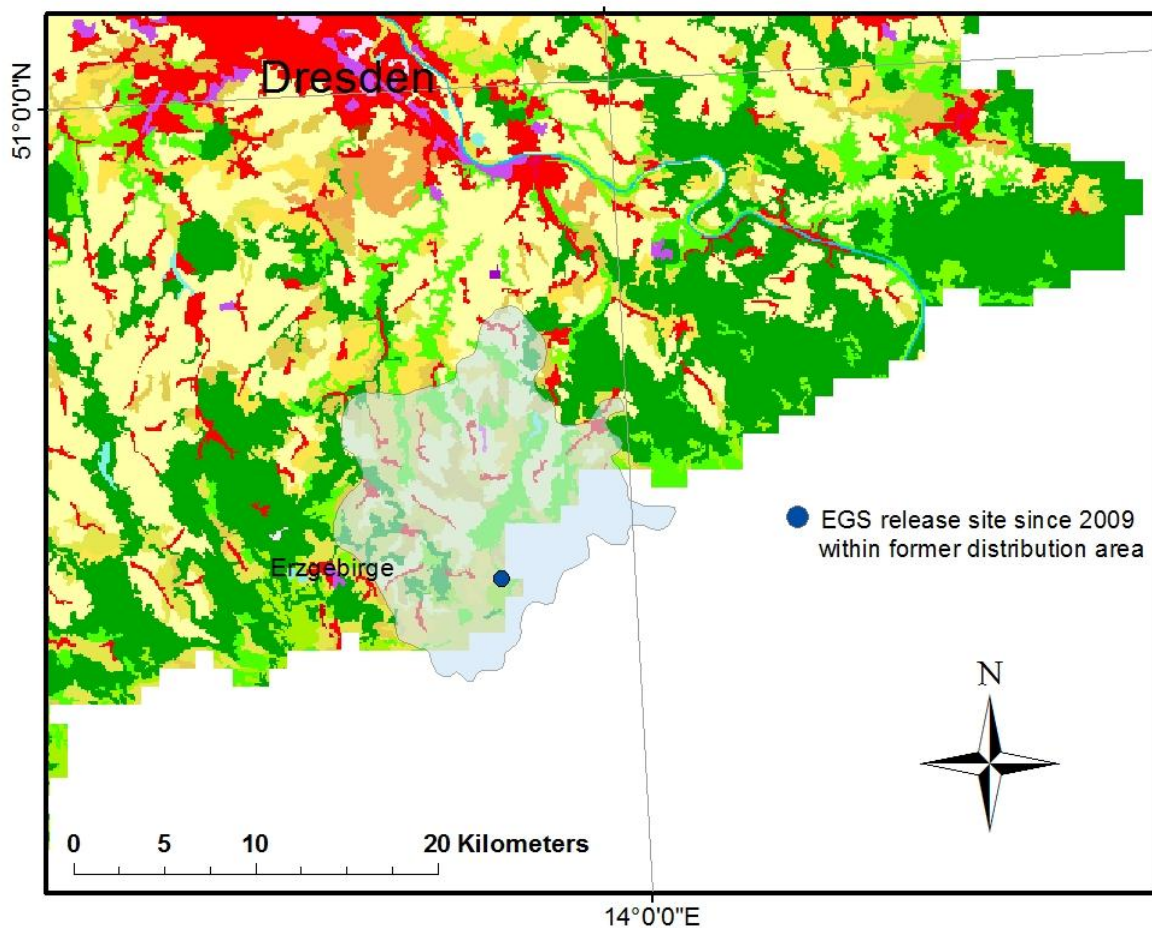 Dresden
51°0'0"N
EGS release site since 2009
within former distribution area
Erzgebirge
N
0 5 10 20 Kilometers
14°0'0"E